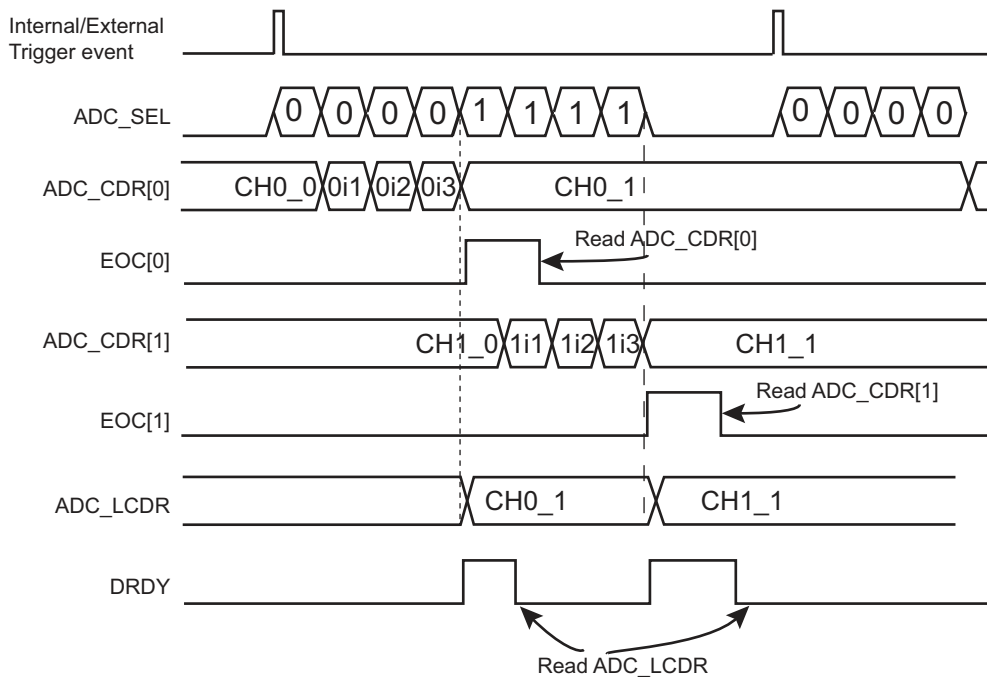 Internal/External
Trigger event
ADC_SEL
0 0 0 0 1 1 1 1 0 0 0 0
ADC_CDR[0]
CH0_0 0i1 0i2 0i3 CH0_1
EOC[0]
Read ADC_CDR[0]
ADC_CDR[1]
CH1_0 1i1 1i2 1i3 CH1_1
EOC[1]
Read ADC_CDR[1]
ADC_LCDR
CH0_1 CH1_1
DRDY
Read ADC_LCDR